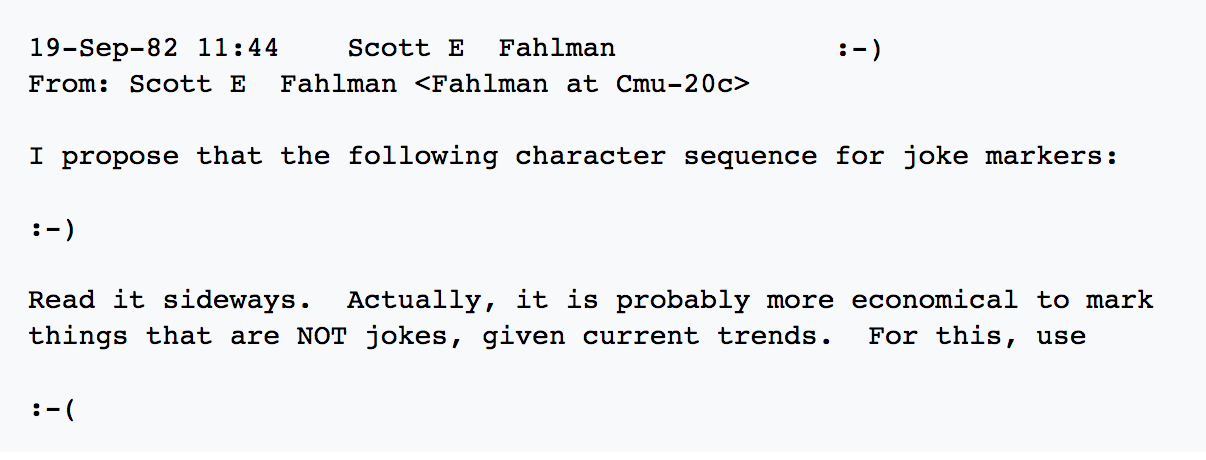 19-Sep-82 11:44    Scott E  Fahlman             :-)
From: Scott E  Fahlman <Fahlman at Cmu-20c>
I propose that the following character sequence for joke markers:
:-)
Read it sideways.  Actually, it is probably more economical to mark
things that are NOT jokes, given current trends.  For this, use
:-(